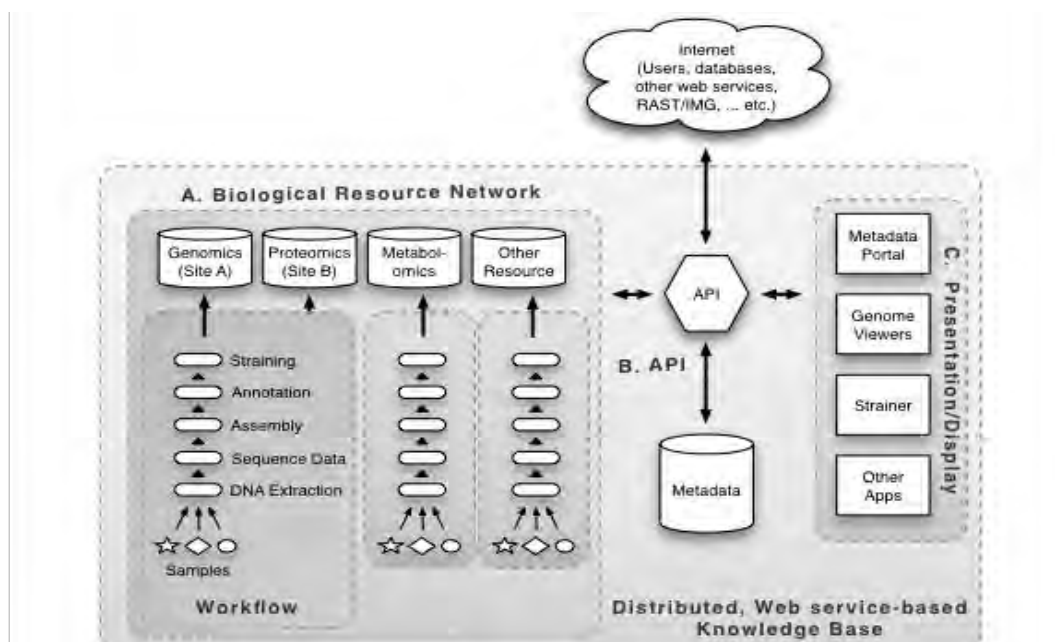 Internet
(Users, databases,
other web services,
RAST/IMG, ... etc.)
A. Biological Resource Network
Genomics
(Site A)
Proteomics
(Site B)
Metabol-
omics
Other
Resource
Straining
Annotation
Assembly
Sequence Data
DNA Extraction
Samples
Workflow
API
B. API
Metadata
Metadata
Portal
Genome
Viewers
Strainer
Other
Apps
C. Presentation/Display
Distributed, Web service-based
Knowledge Base